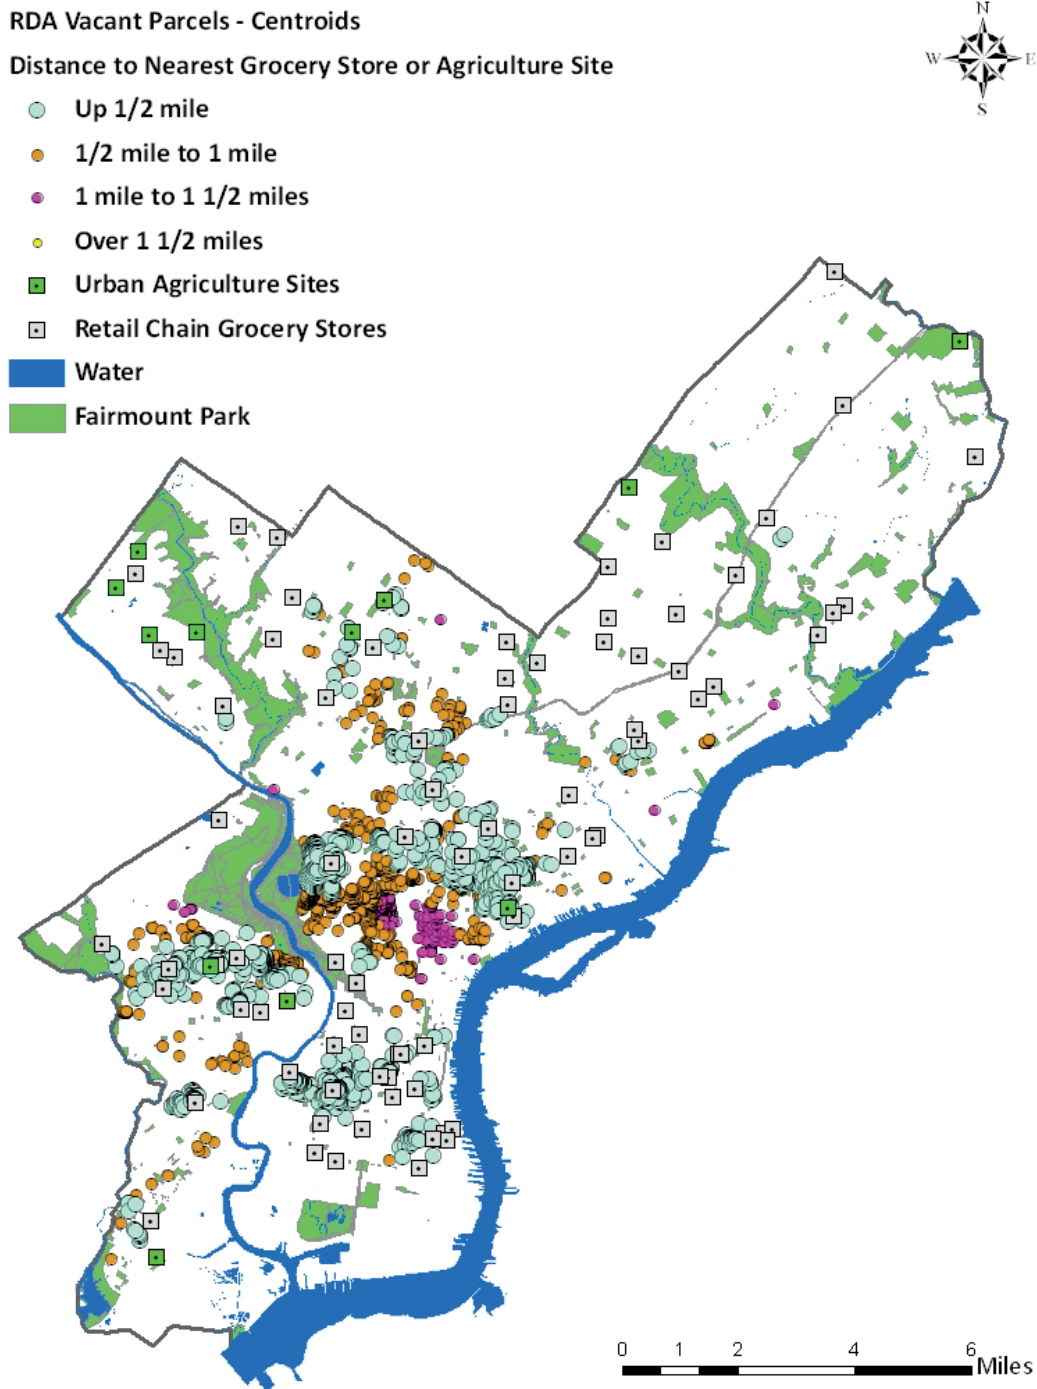 RDA Vacant Parcels - Centroids
Distance to Nearest Grocery Store or Agriculture Site
Up 1/2 mile
1/2 mile to 1 mile
1 mile to 1 1/2 miles
Over 1 1/2 miles
Urban Agriculture Sites
Retail Chain Grocery Stores
Water
Fairmount Park
N
W E
S
0 1 2 4 6
Miles